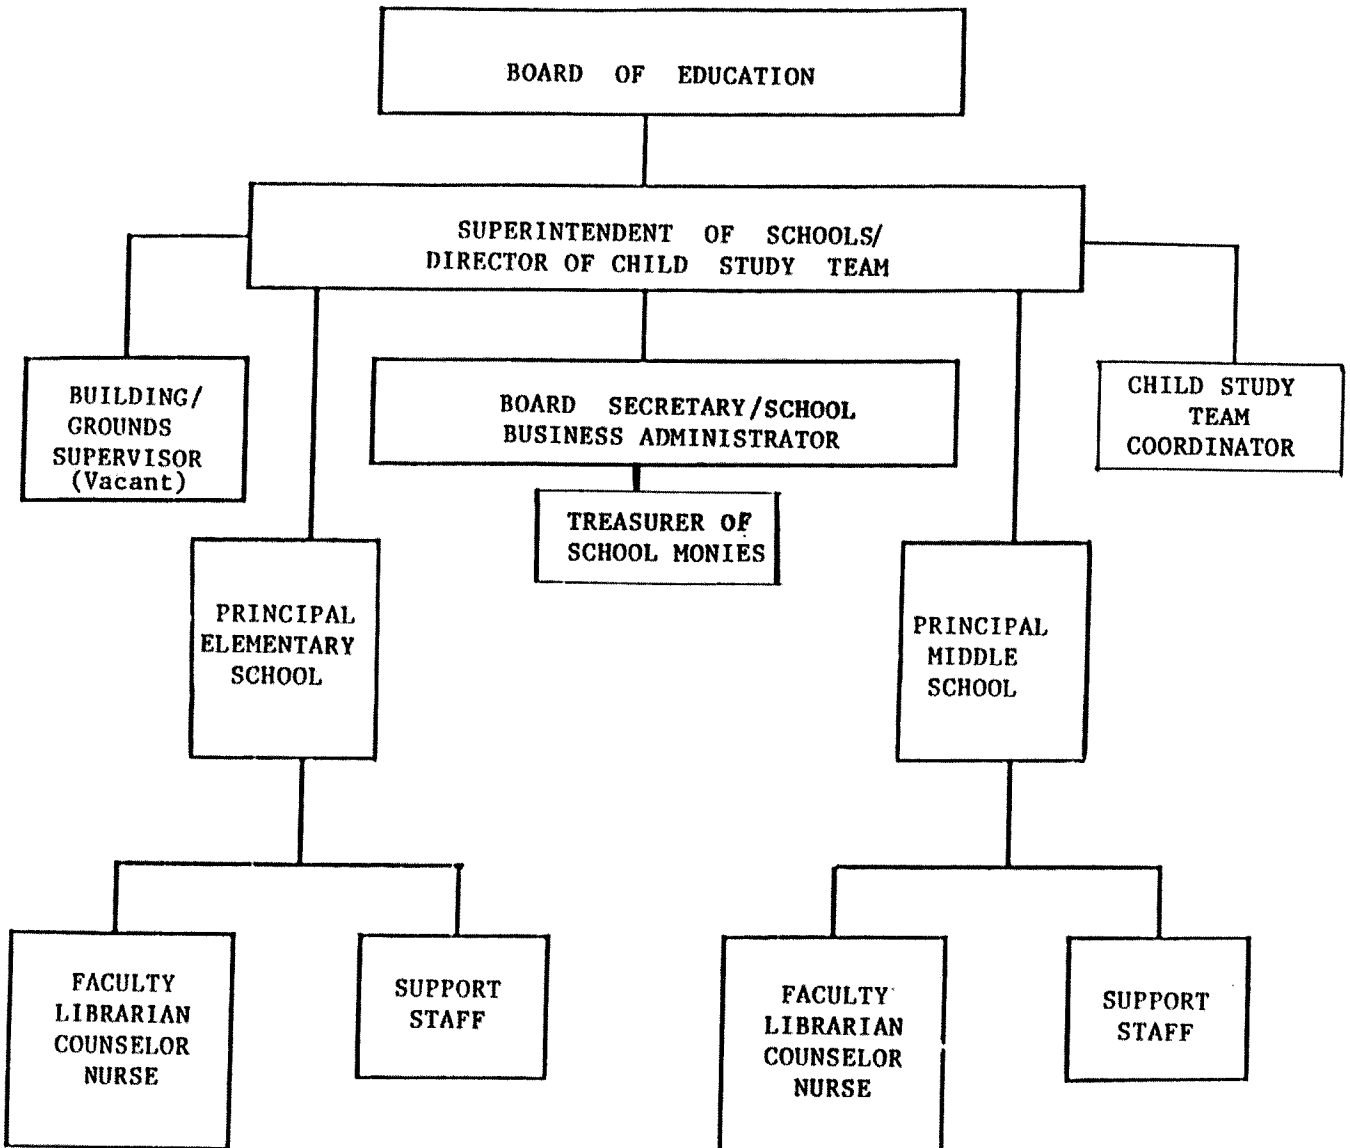 BOARD OF EDUCATION
SUPERINTENDENT OF SCHOOLS/
DIRECTOR OF CHILD STUDY TEAM
BUILDING/
GROUNDS
SUPERVISOR
(Vacant)
BOARD SECRETARY/SCHOOL
BUSINESS ADMINISTRATOR
CHILD STUDY
TEAM
COORDINATOR
TREASURER OF
SCHOOL MONIES
PRINCIPAL
ELEMENTARY
SCHOOL
PRINCIPAL
MIDDLE
SCHOOL
FACULTY
LIBRARIAN
COUNSELOR
NURSE
SUPPORT
STAFF
FACULTY
LIBRARIAN
COUNSELOR
NURSE
SUPPORT
STAFF